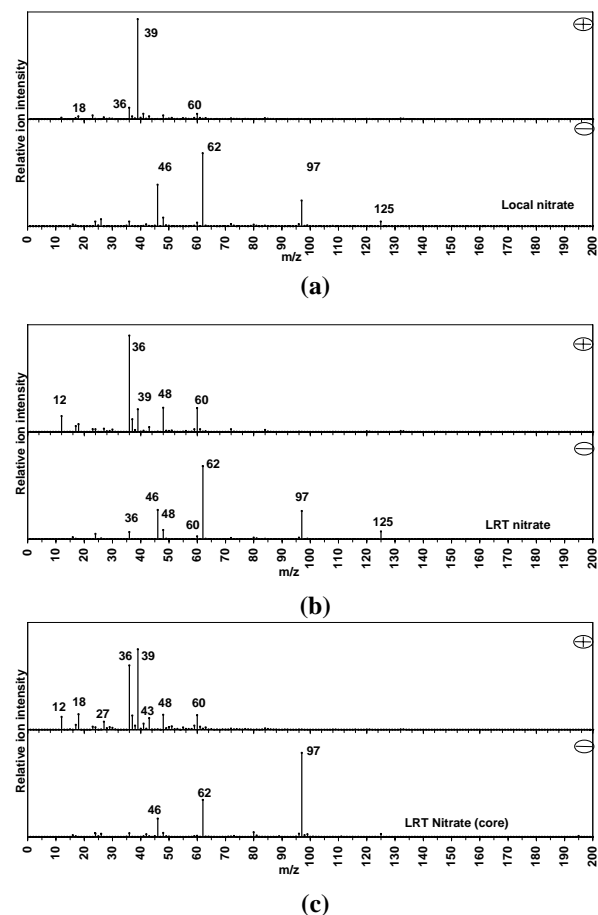 Relative ion intensity
39
36
18
60
+
62
46
97
125
−
Local nitrate
0 10 20 30 40 50 60 70 80 90 100 110 120 130 140 150 160 170 180 190 200
m/z
(a)
Relative ion intensity
36
12
39
48
60
+
62
46
36
48
60
97
125
−
LRT nitrate
0 10 20 30 40 50 60 70 80 90 100 110 120 130 140 150 160 170 180 190 200
m/z
(b)
Relative ion intensity
36
39
12
18
27
43
48
60
+
97
46
62
−
LRT Nitrate (core)
0 10 20 30 40 50 60 70 80 90 100 110 120 130 140 150 160 170 180 190 200
m/z
(c)